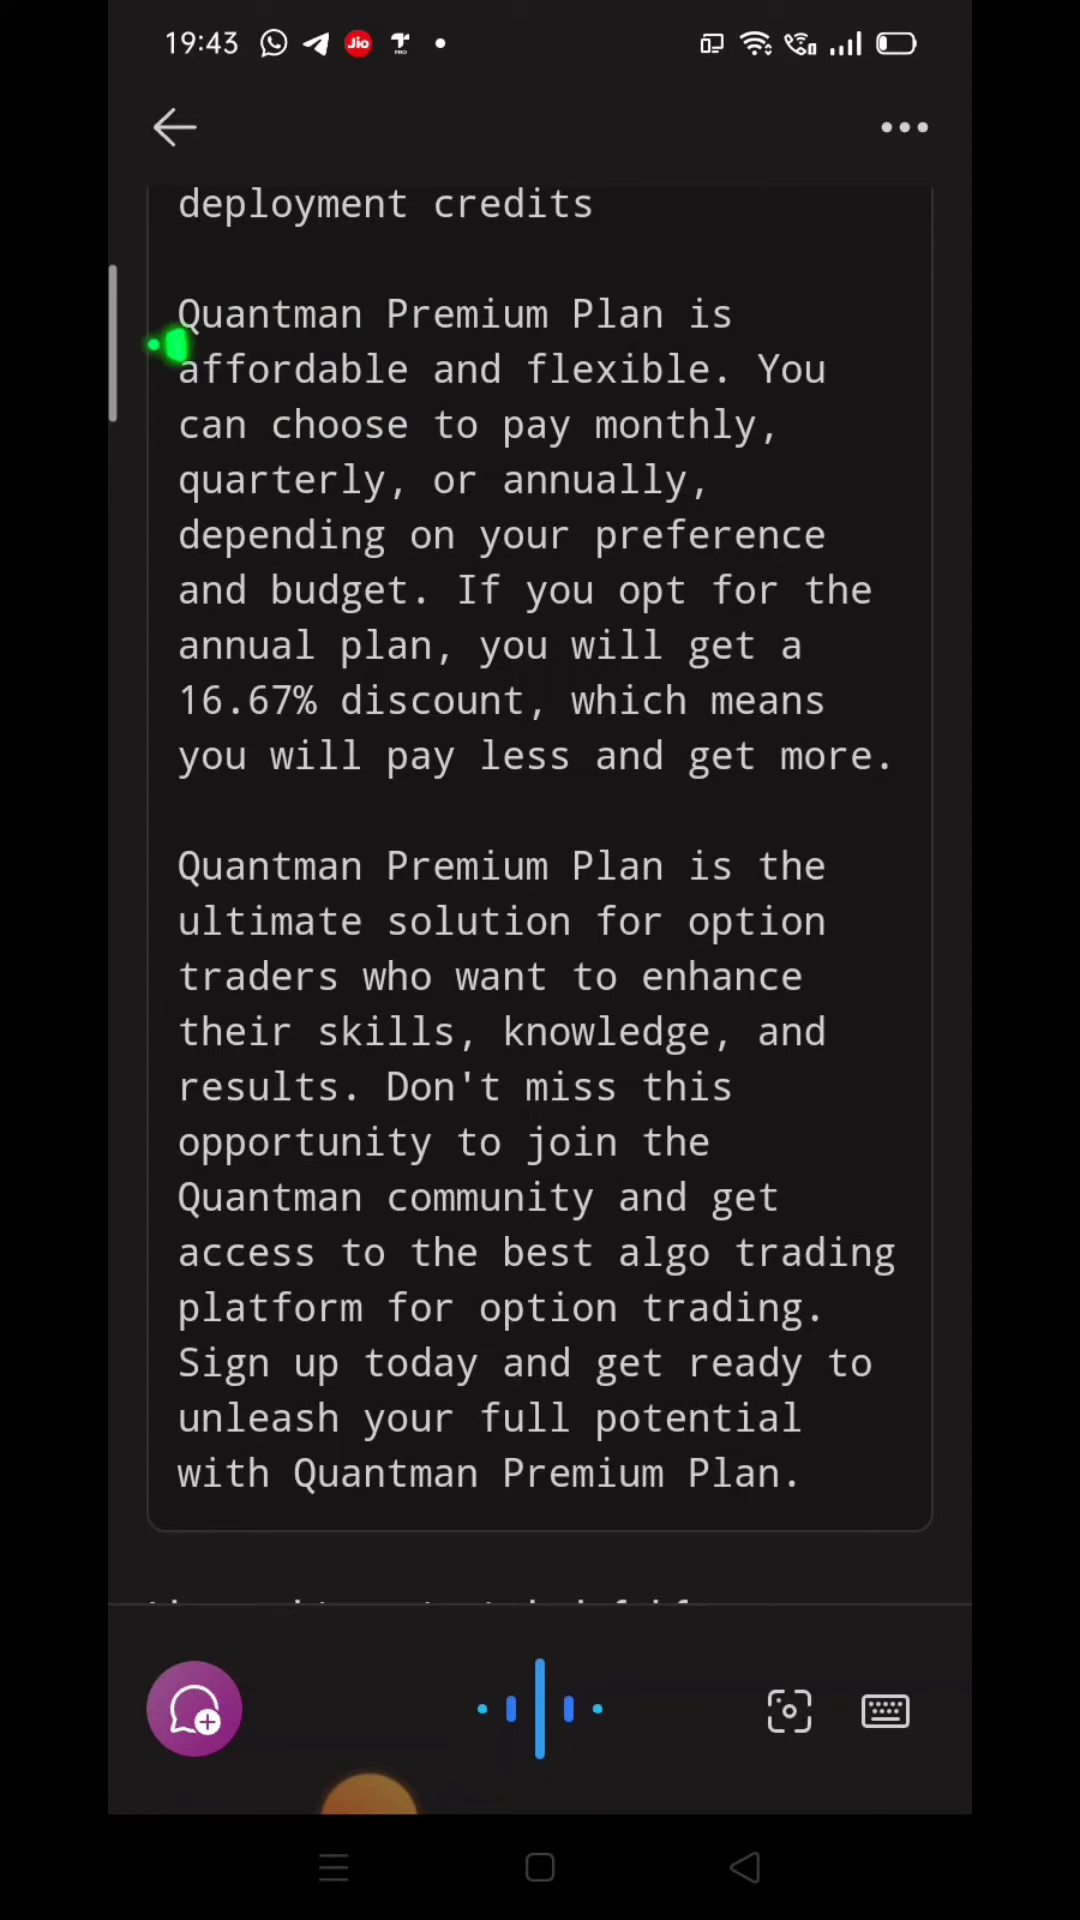 19:43
Jio
deployment credits
Quantman Premium Plan is
affordable and flexible. You
can choose to pay monthly,
quarterly, or annually,
depending on your preference
and budget. If you opt for the
annual plan, you will get a
16.67% discount, which means
you will pay less and get more.
Quantman Premium Plan is the
ultimate solution for option
traders who want to enhance
their skills, knowledge, and
results. Don't miss this
opportunity to join the
Quantman community and get
access to the best algo trading
platform for option trading.
Sign up today and get ready to
unleash your full potential
with Quantman Premium Plan.